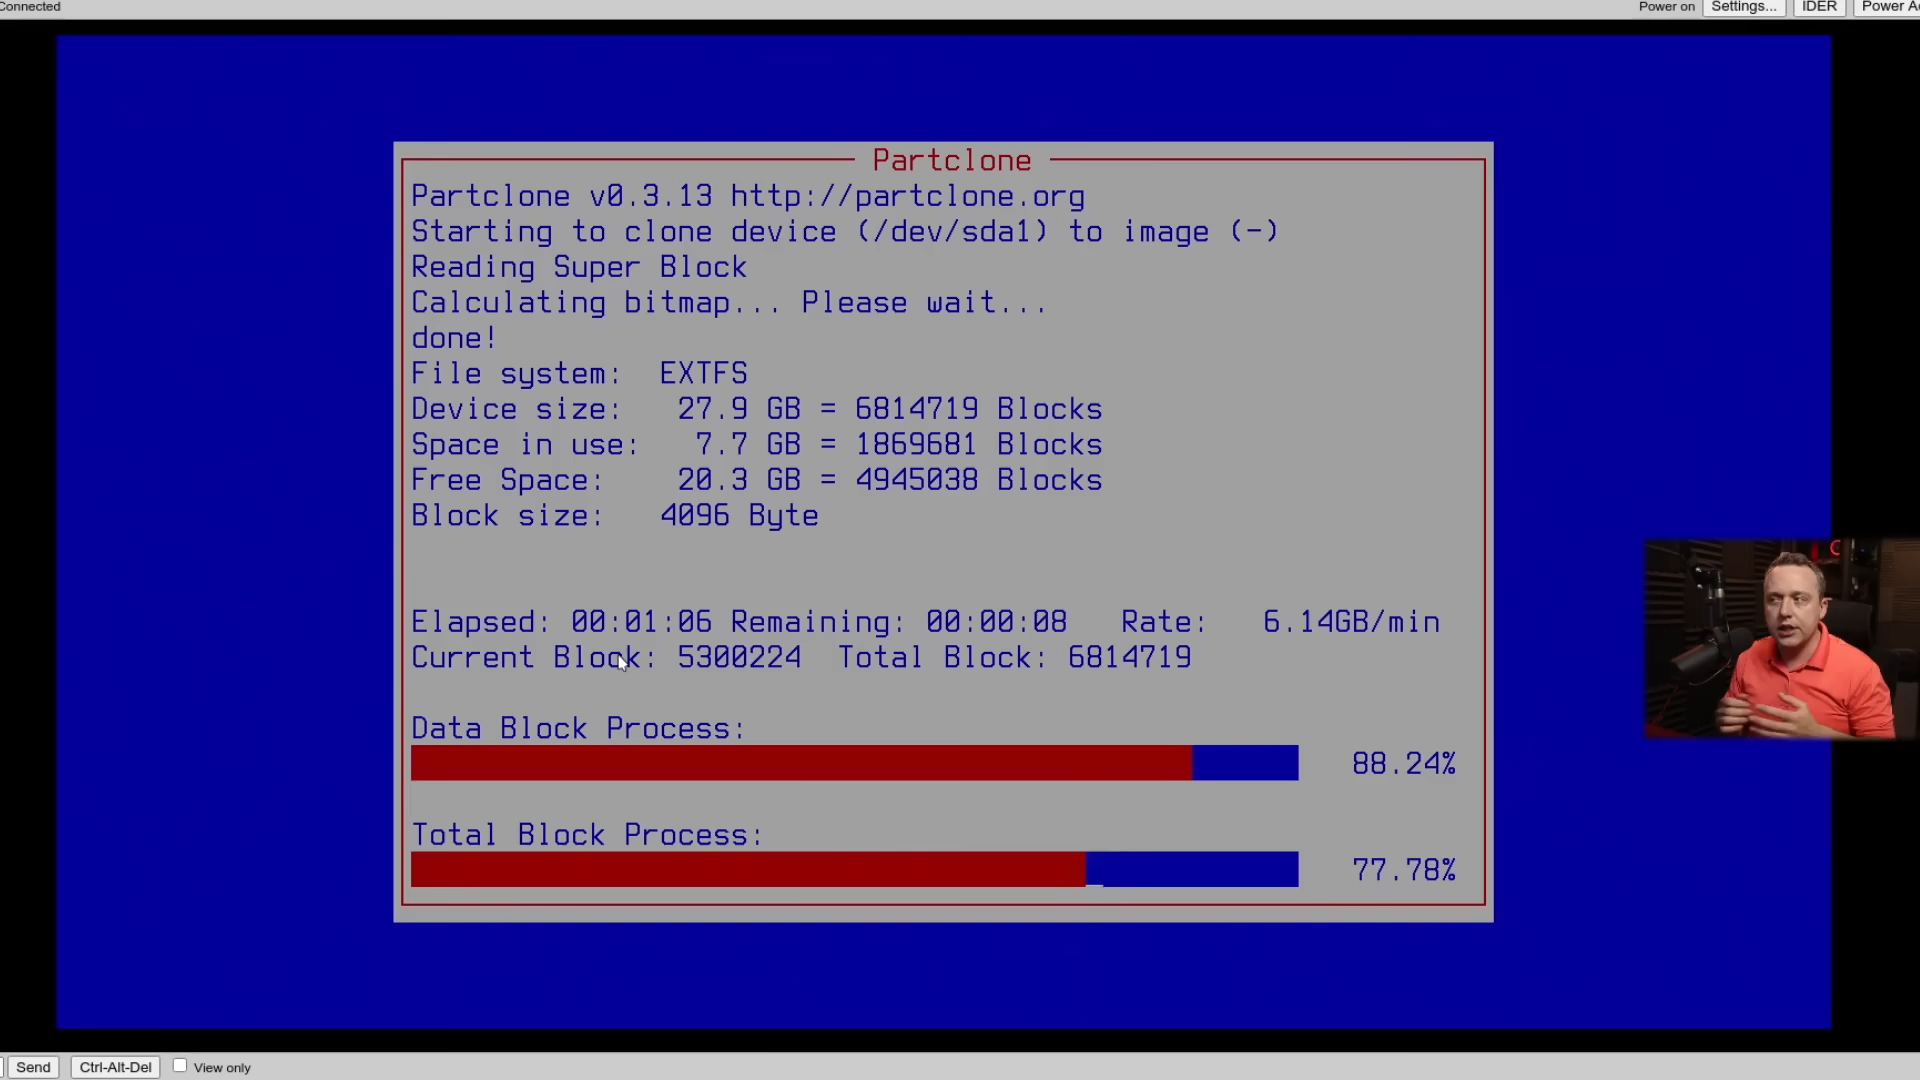 Connected
Power on Settings... IDER Power Ac
Partclone
Partclone v0.3.13 http://partclone.org
Starting to clone device (/dev/sda1) to image (-)
Reading Super Block
Calculating bitmap... Please wait...
done!
File system: EXTFS
Device size: 27.9 GB = 6814719 Blocks
Space in use: 7.7 GB = 1869681 Blocks
Free Space: 20.3 GB = 4945038 Blocks
Block size: 4096 Byte
Elapsed: 00:01:06 Remaining: 00:00:08 Rate: 6.14GB/min
Current Block: 5300224 Total Block: 6814719
Data Block Process:
88.24%
Total Block Process:
77.78%
Send Ctrl-Alt-Del View only